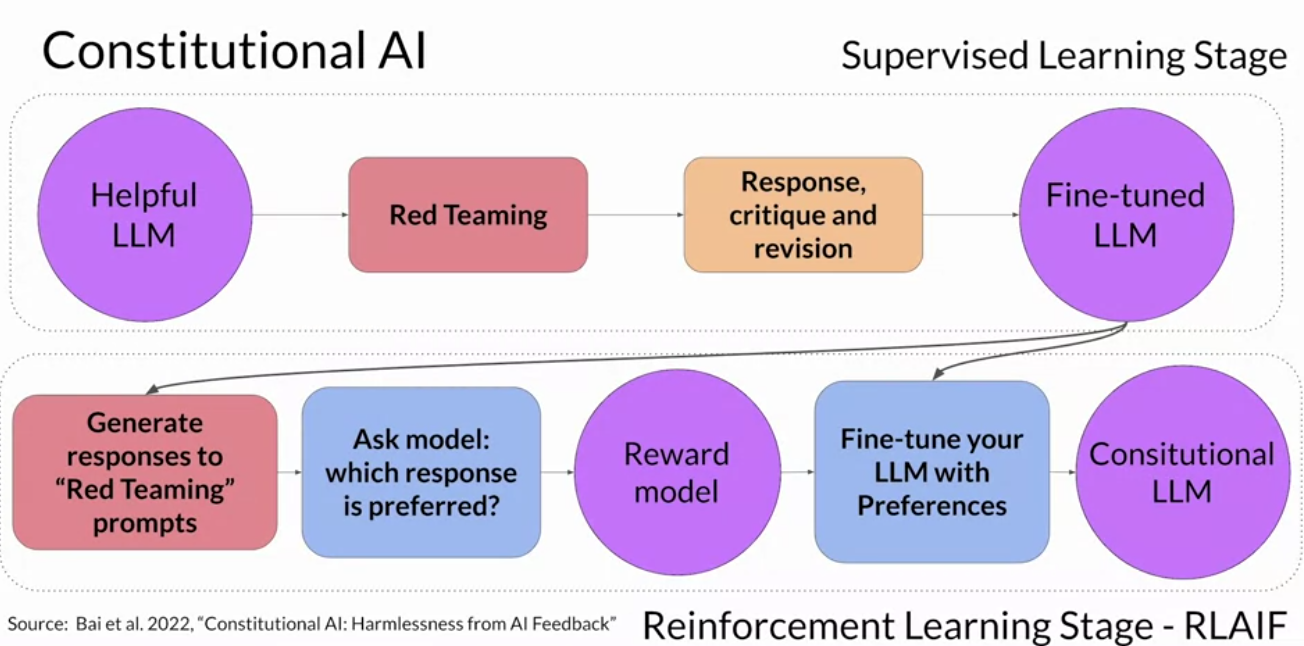 Constitutional AI
Supervised Learning Stage
Helpful
LLM
Red Teaming
Response,
critique and
revision
Fine-tuned
LLM
Generate
responses to
“Red Teaming”
prompts
Ask model:
which response
is preferred?
Reward
model
Fine-tune your
LLM with
Preferences
Consitutional
LLM
Source: Bai et al. 2022, “Constitutional AI: Harmlessness from AI Feedback”
Reinforcement Learning Stage - RLAIF